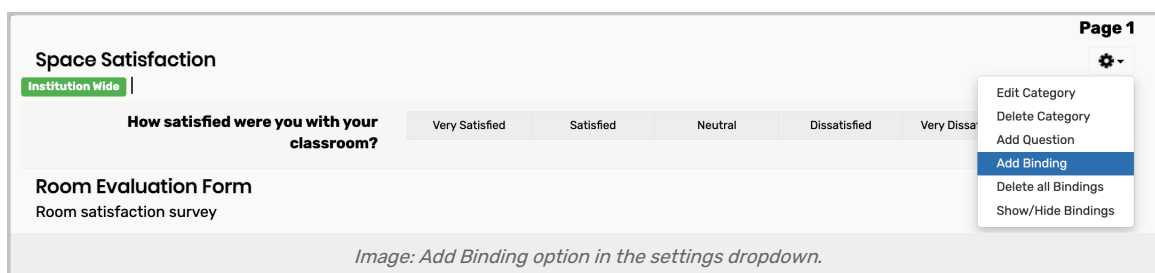 Page 1
Space Satisfaction
Institution Wide
How satisfied were you with your
classroom?
Very Satisfied
Satisfied
Neutral
Dissatisfied
Very
Edit Category
Delete Category
Add Question
Add Binding
Delete all Bindings
Show/Hide Bindings
Room Evaluation Form
Room satisfaction survey
Image: Add Binding option in the settings dropdown.